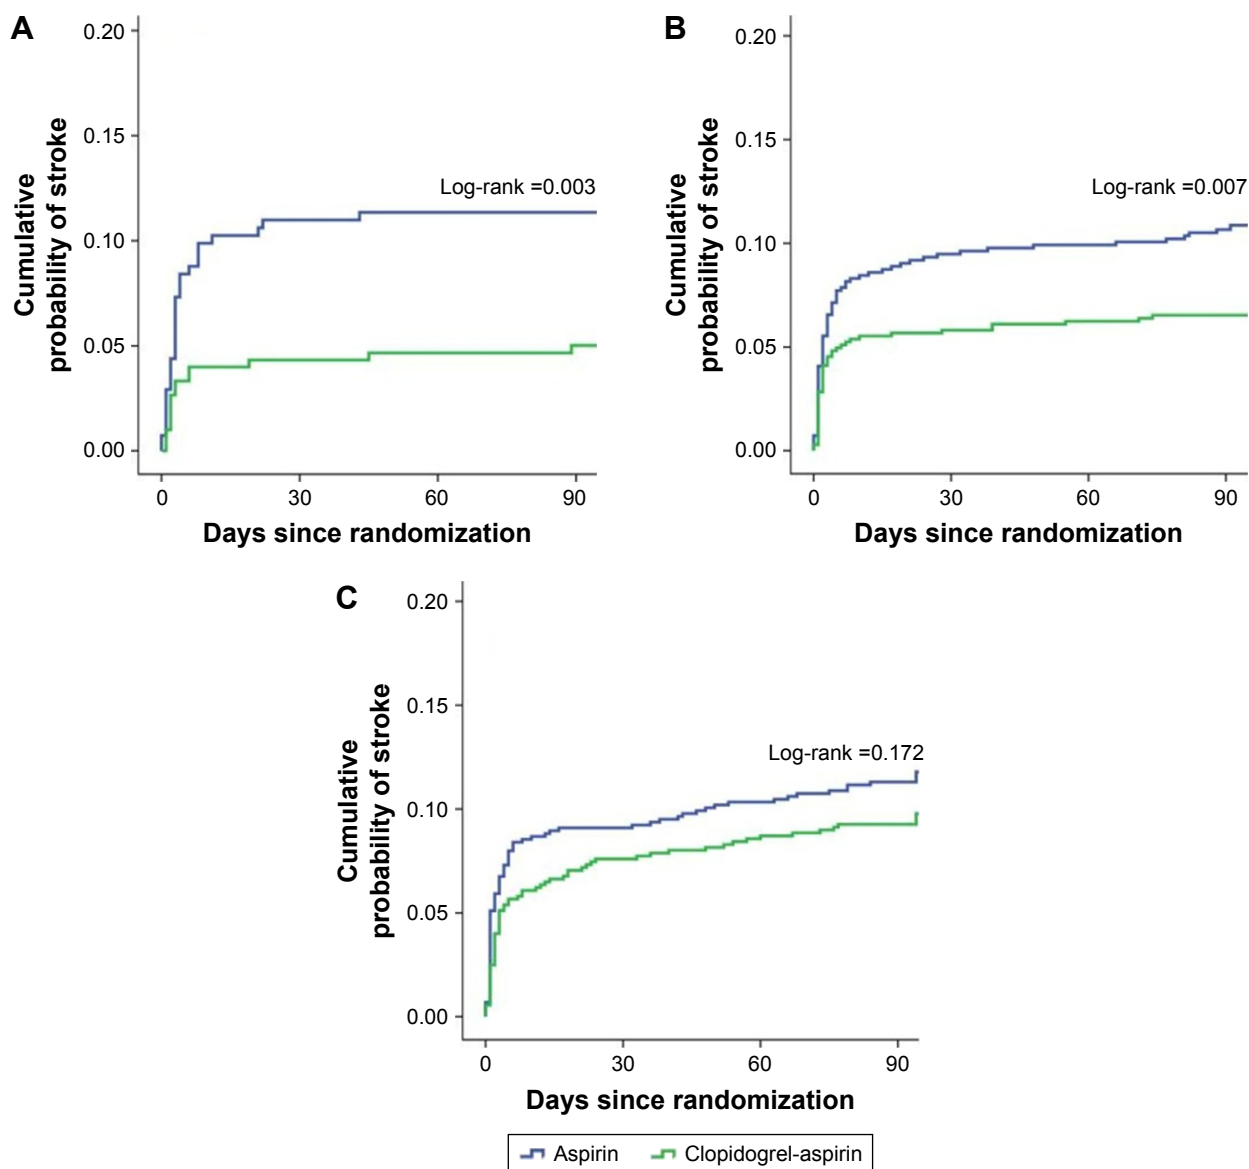 A
0.20
0.15
0.10
0.05
0.00
Cumulative
probability of stroke
Log-rank =0.003
0 30 60 90
Days since randomization
B
0.20
0.15
0.10
0.05
0.00
Cumulative
probability of stroke
Log-rank =0.007
0 30 60 90
Days since randomization
C
0.20
0.15
0.10
0.05
0.00
Cumulative
probability of stroke
Log-rank =0.172
0 30 60 90
Days since randomization
Aspirin Clopidogrel-aspirin